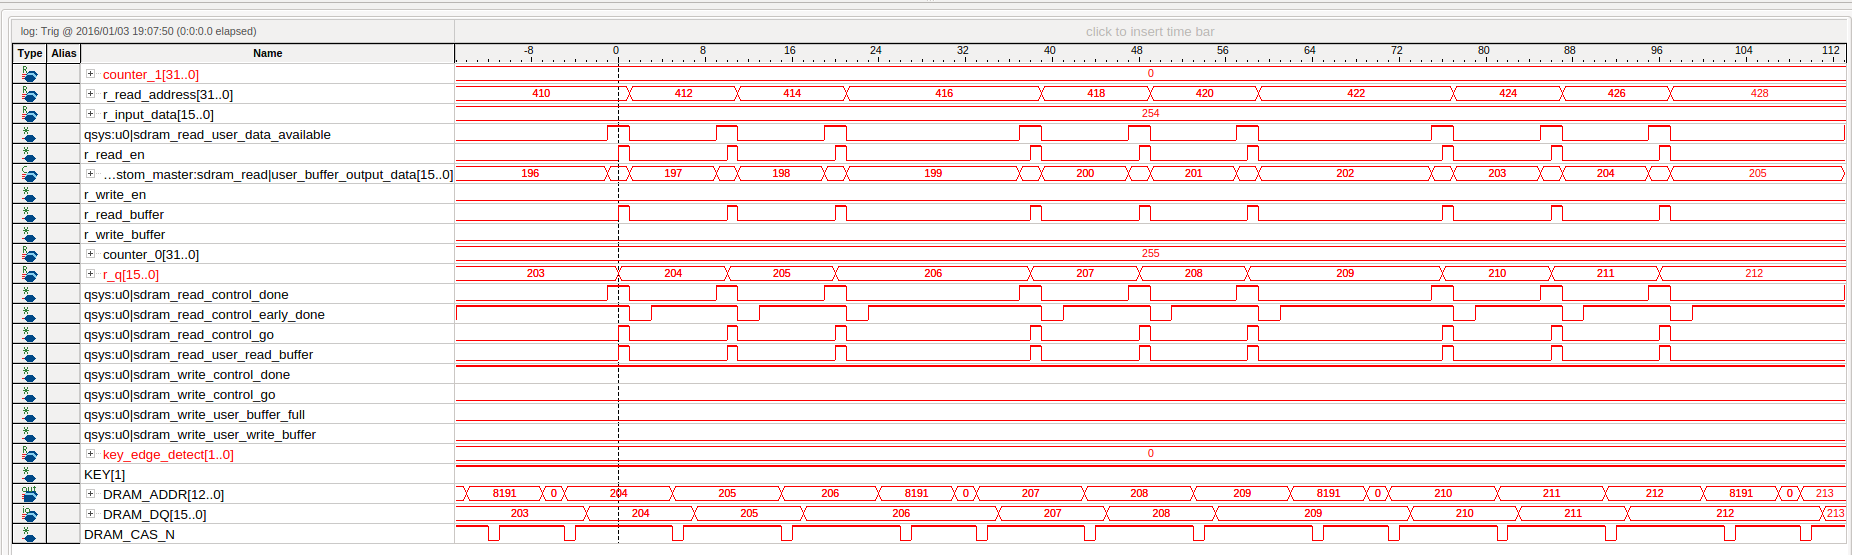 log: Trig @ 2016/01/03 19:07:50 (0:0:0.0 elapsed) click to insert time bar
Type Alias Name -8 0 8 16 24 32 40 48 56 64 72 80 88 96 104 112
counter_1[31..0] 0
r_read_address[31..0] 410 412 414 416 418 420 422 424 426 428
r_input_data[15..0] 254
qsys:u0|sdram_read_user_data_available
r_read_en
...stom_master:sdram_read|user_buffer_output_data[15..0] 196 197 198 199 200 201 202 203 204 205
r_write_en
r_read_buffer
r_write_buffer
counter_0[31..0] 255
r_q[15..0] 203 204 205 206 207 208 209 210 211 212
qsys:u0|sdram_read_control_done
qsys:u0|sdram_read_control_early_done
qsys:u0|sdram_read_control_go
qsys:u0|sdram_read_user_read_buffer
qsys:u0|sdram_write_control_done
qsys:u0|sdram_write_control_go
qsys:u0|sdram_write_user_buffer_full
qsys:u0|sdram_write_user_write_buffer
key_edge_detect[1..0] 0
KEY[1]
DRAM_ADDR[12..0] 8191 0 204 205 206 8191 0 207 208 209 8191 0 210 211 212 8191 0 213
DRAM_DQ[15..0] 203 204 205 206 207 208 209 210 211 212 213
DRAM_CAS_N